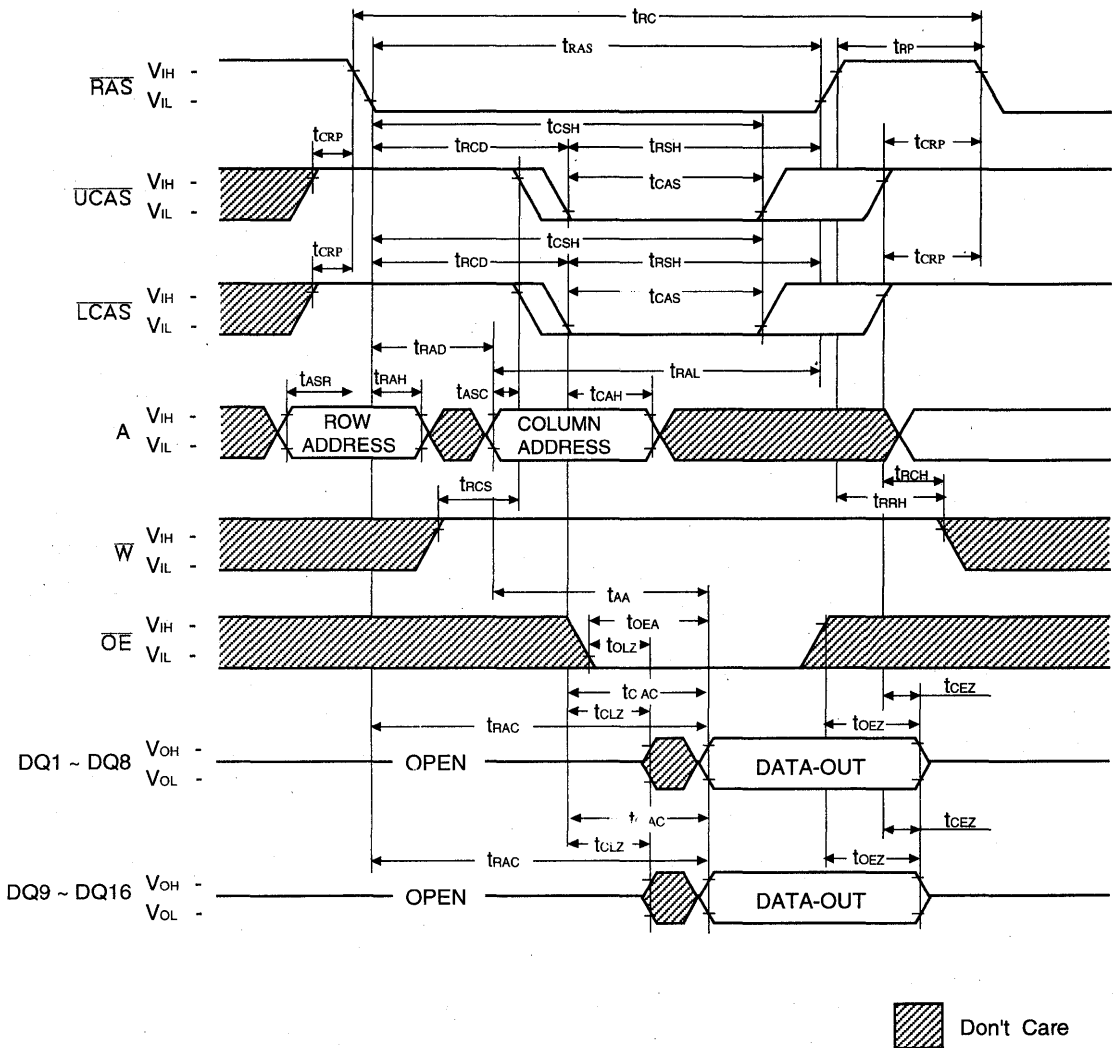 tRC
tRAS
tRP
RAS
VIH -
VIL -
tCSH
tCRP
tRCD
tRSH
tCRP
UCAS
VIH -
VIL -
tCAS
tCSH
tCRP
tRCD
tRSH
tCRP
LCAS
VIH -
VIL -
tCAS
tRAD
tRAL
tASR
tRAH
tASC
tCAH
A
VIH -
VIL -
ROW
ADDRESS
COLUMN
ADDRESS
tRCH
tRCS
tRRH
W
VIH -
VIL -
tAA
OE
VIH -
VIL -
tOEA
tOLZ
tCAC
tCEZ
tCLZ
tRAC
tOEZ
DQ1 ~ DQ8
VOH -
VOL -
OPEN
DATA-OUT
tCEZ
tCLZ
tRAC
tOEZ
DQ9 ~ DQ16
VOH -
VOL -
OPEN
DATA-OUT
Don't Care